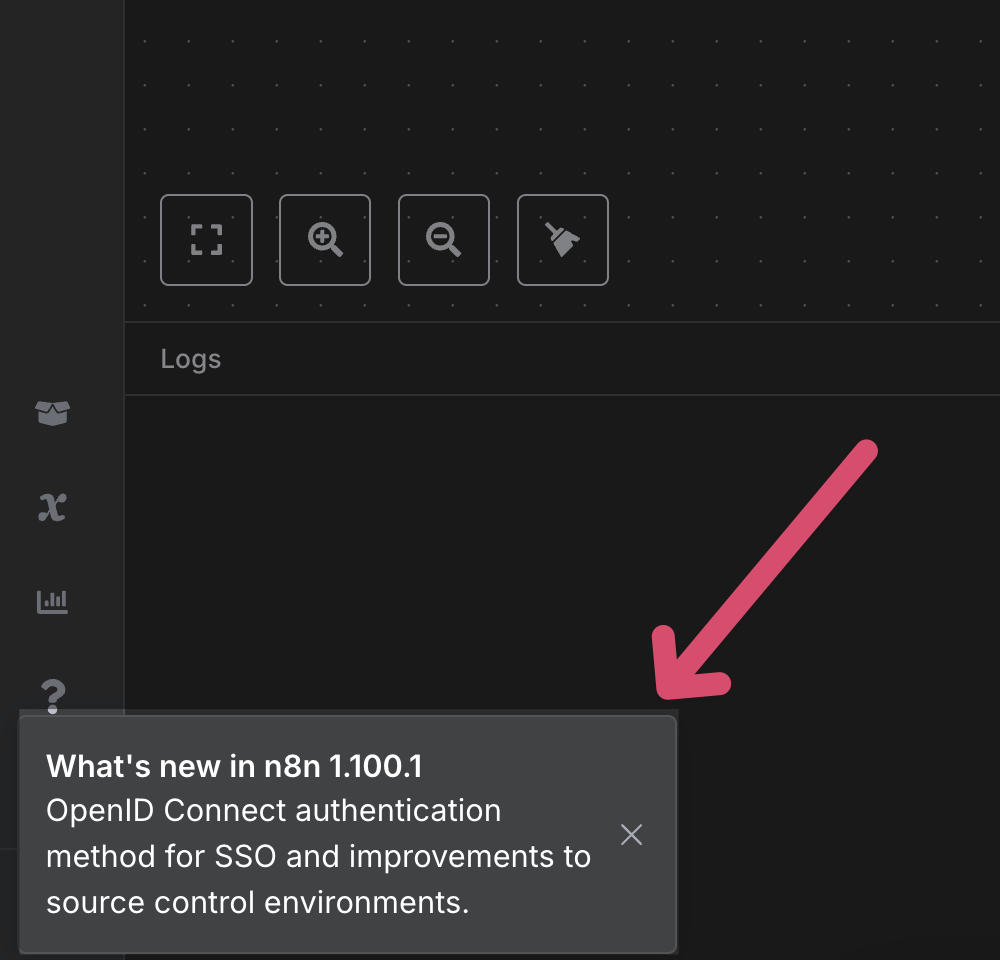 Logs
What's new in n8n 1.100.1
OpenID Connect authentication
method for SSO and improvements to
source control environments.